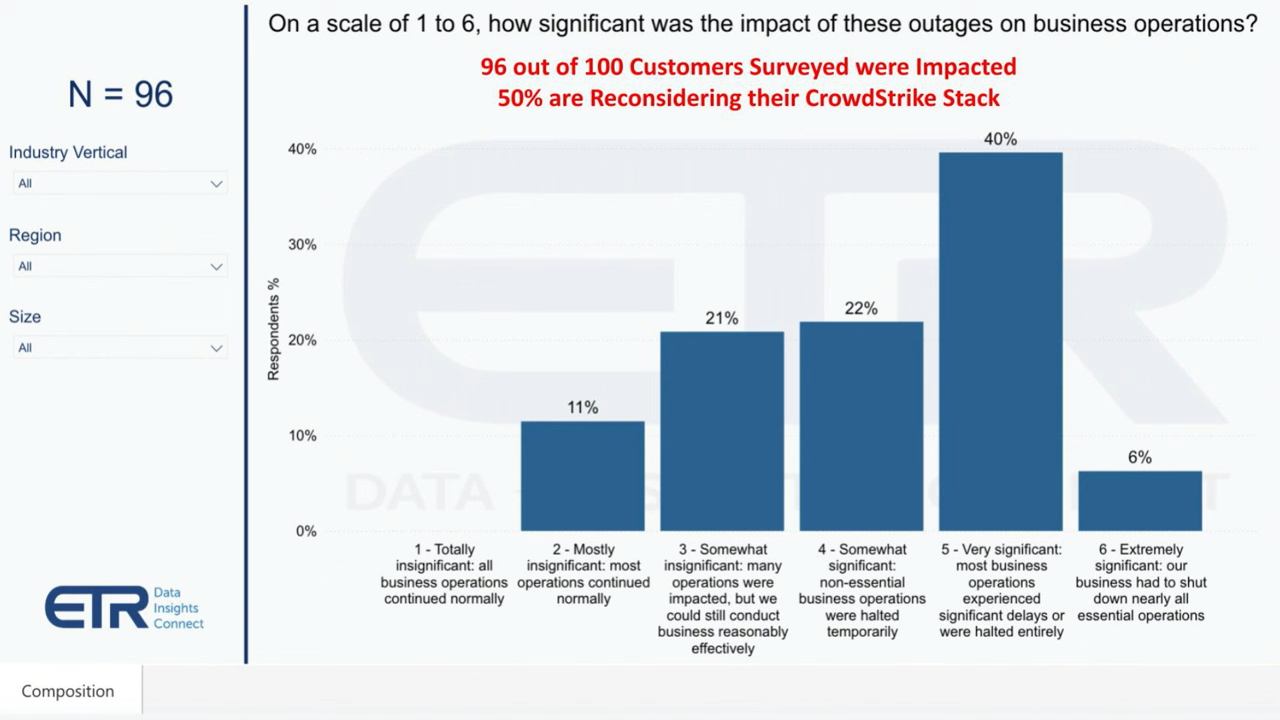 On a scale of 1 to 6, how significant was the impact of these outages on business operations?
96 out of 100 Customers Surveyed were Impacted
50% are Reconsidering their CrowdStrike Stack
N = 96
Industry Vertical
All
Region
All
Size
All
Respondents %
40%
30%
20%
10%
0%
11%
21%
22%
40%
6%
1 - Totally
insignificant: all
business operations
continued normally
2 - Mostly
insignificant: most
operations continued
normally
3 - Somewhat
insignificant: many
operations were
impacted, but we
could still conduct
business reasonably
effectively
4 - Somewhat
significant:
non-essential
business operations
were halted
temporarily
5 - Very significant:
most business
operations
experienced
significant delays or
were halted entirely
6 - Extremely
significant: our
business had to shut
down nearly all
essential operations
ETR
DATA
ETR Data
Insights
Connect
Composition